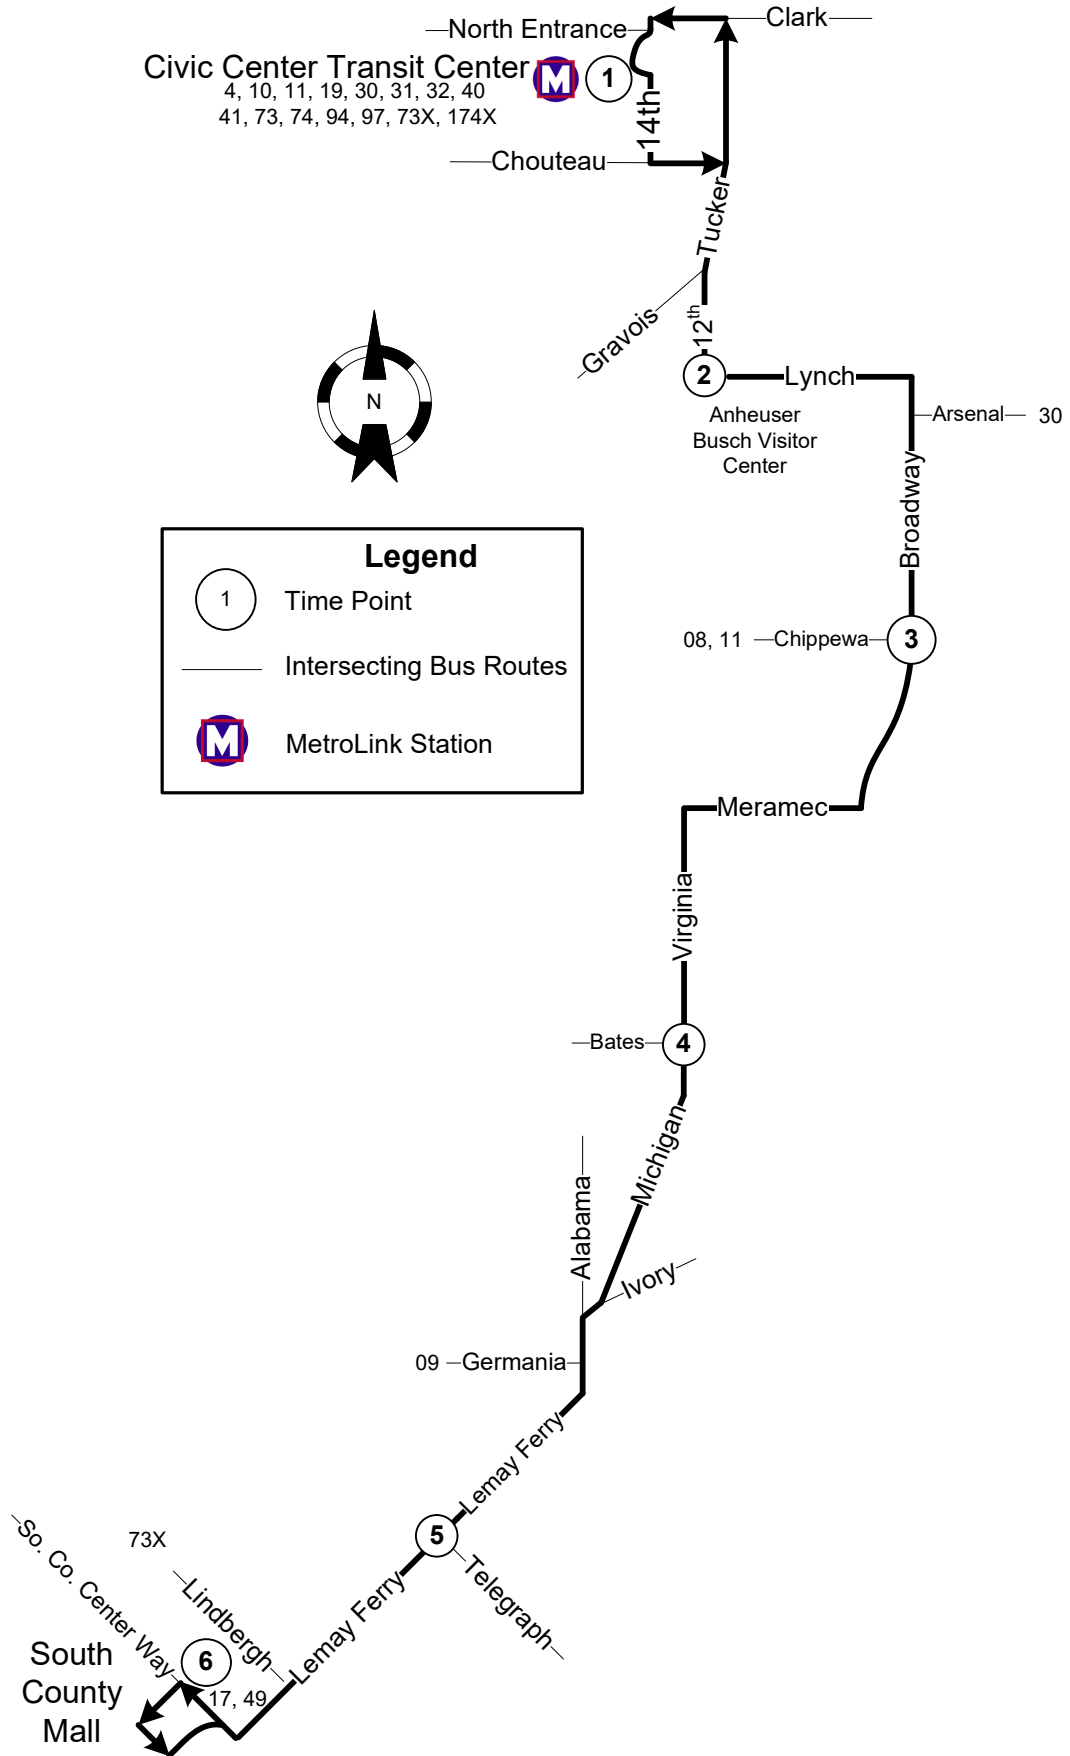 Clark
North Entrance
Civic Center Transit Center
M
1
4, 10, 11, 19, 30, 31, 32, 40
41, 73, 74, 94, 97, 73X, 174X
14th
Chouteau
Tucker
Gravois
12th
2
Lynch
Anheuser
Busch Visitor
Center
Arsenal
30
N
Broadway
Legend
1
Time Point
Intersecting Bus Routes
M
MetroLink Station
08, 11
Chippewa
3
Meramec
Virginia
Bates
4
Michigan
Alabama
Ivory
09
Germania
Lemay Ferry
5
Telegraph
Lemay Ferry
So. Co. Center Way
73X
Lindbergh
6
17, 49
South
County
Mall